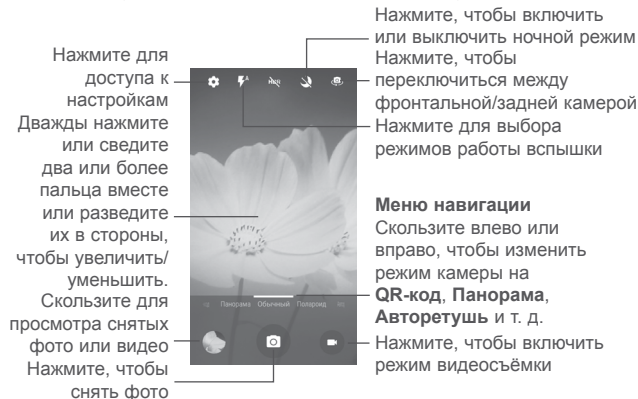 Нажмите, чтобы включить
или выключить ночной режим
Нажмите для
доступа к
настройкам
Нажмите, чтобы
переключиться между
фронтальной/задней камерой
Нажмите для выбора
режимов работы вспышки
Дважды нажмите
или сведите
два или более
пальца вместе
или разведите
их в стороны,
чтобы увеличить/
уменьшить.
Меню навигации
Скользите влево или
вправо, чтобы изменить
режим камеры на
QR-код, Панорама,
Авторетушь и т. д.
Панорама Обычный Полароид
Скользите для
просмотра снятых
фото или видео
Нажмите, чтобы
снять фото
Нажмите, чтобы включить
режим видеосъёмки